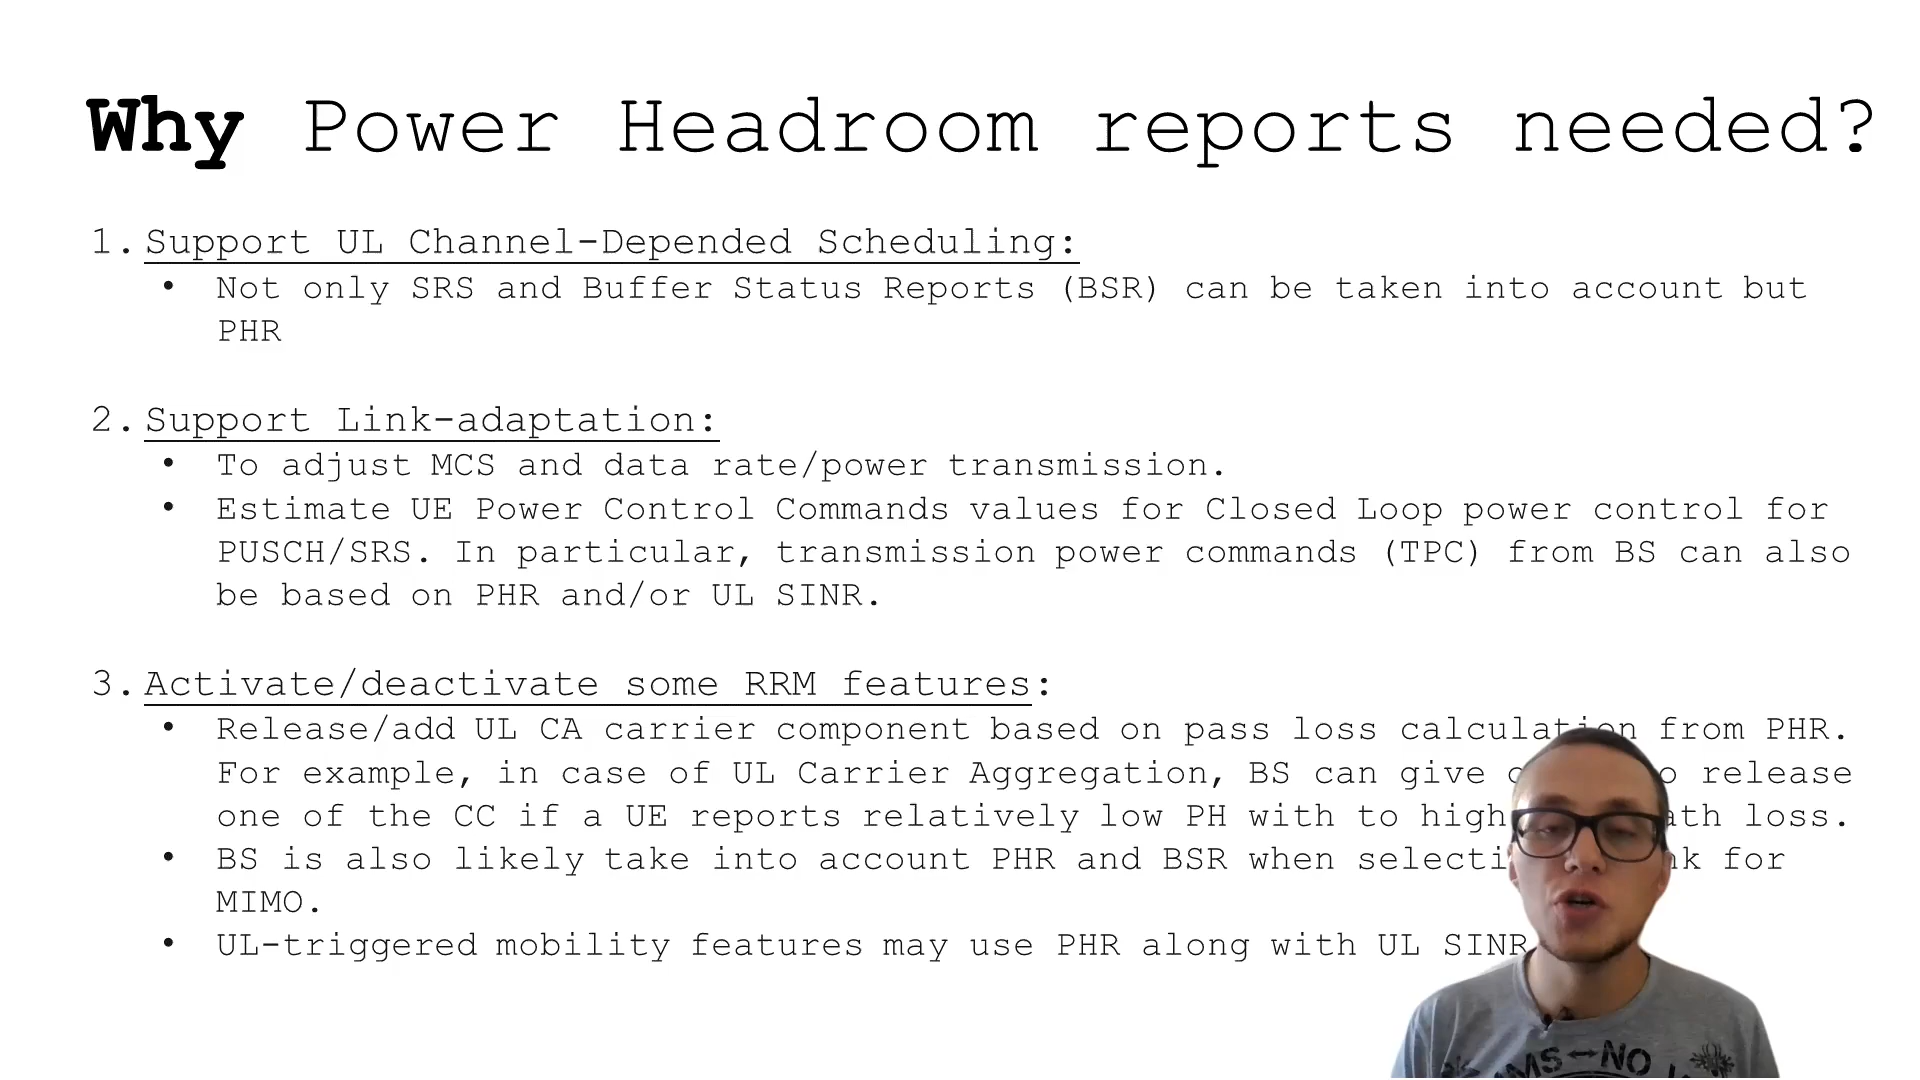 Why Power Headroom reports needed?
1. Support UL Channel-Depended Scheduling:
• Not only SRS and Buffer Status Reports (BSR) can be taken into account but
PHR
2. Support Link-adaptation:
• To adjust MCS and data rate/power transmission.
• Estimate UE Power Control Commands values for Closed Loop power control for
PUSCH/SRS. In particular, transmission power commands (TPC) from BS can also
be based on PHR and/or UL SINR.
3. Activate/deactivate some RRM features:
• Release/add UL CA carrier component based on pass loss calculation from PHR.
For example, in case of UL Carrier Aggregation, BS can give release
one of the CC if a UE reports relatively low PH with to high loss.
• BS is also likely take into account PHR and BSR when for
MIMO.
• UL-triggered mobility features may use PHR along with UL SINR
NO